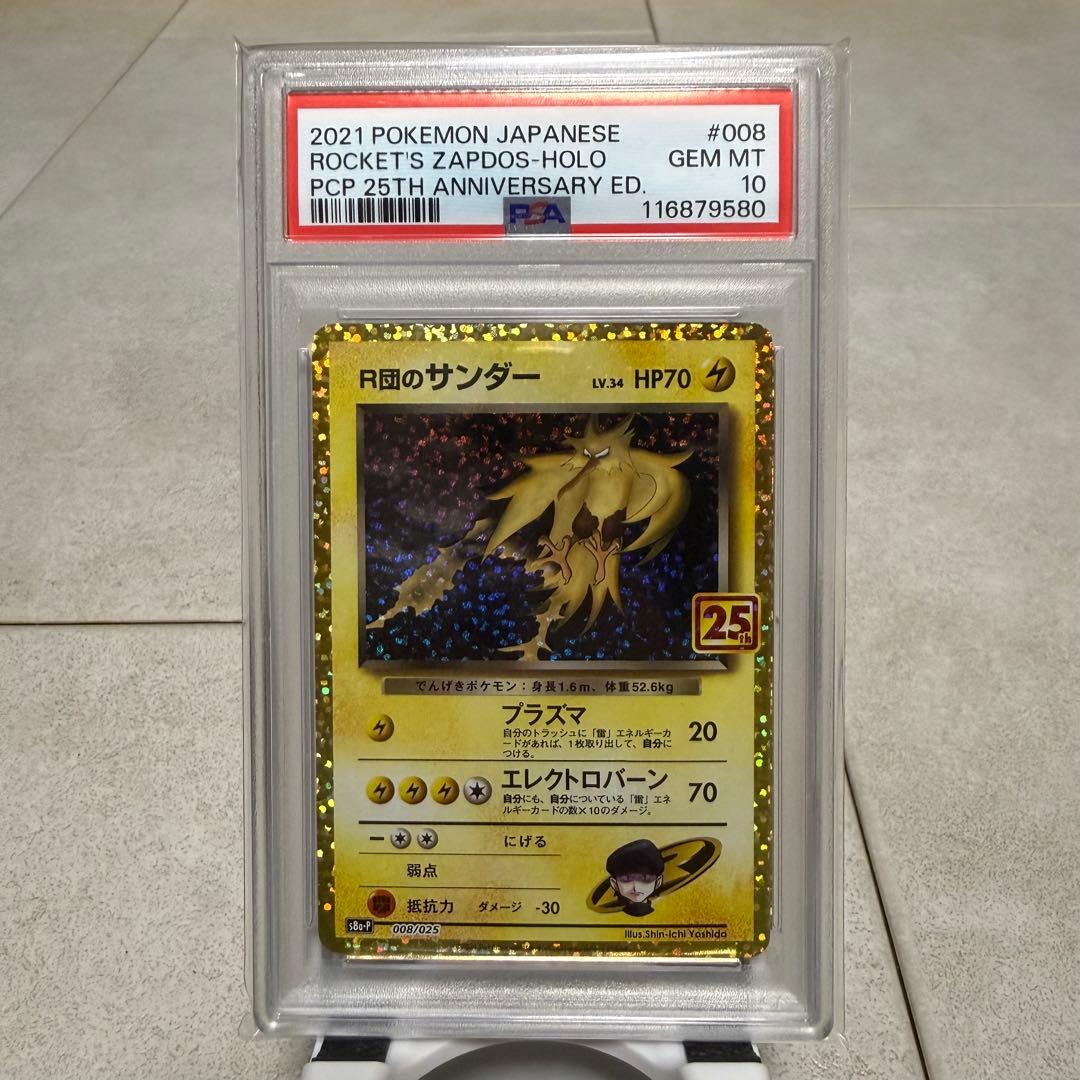 2021 POKEMON JAPANESE #008
ROCKET'S ZAPDOS-HOLO GEM MT
PCP 25TH ANNIVERSARY ED. 10
PSA 116879580
R団のサンダー LV.34 HP70
25th
でんげきポケモン：身長1.6m、体重52.6kg
プラズマ 20
自分のトラッシュに「雷」エネルギーカ
ードがあれば、1枚取り出して、自分に
つける。
エレクトロバーン 70
自分にも、自分についている「雷」エネ
ルギーカードの数×10のダメージ。
にげる
弱点
抵抗力 ダメージ -30
s8a-P 008/025 Illus.Shin-Ichi Yoshida